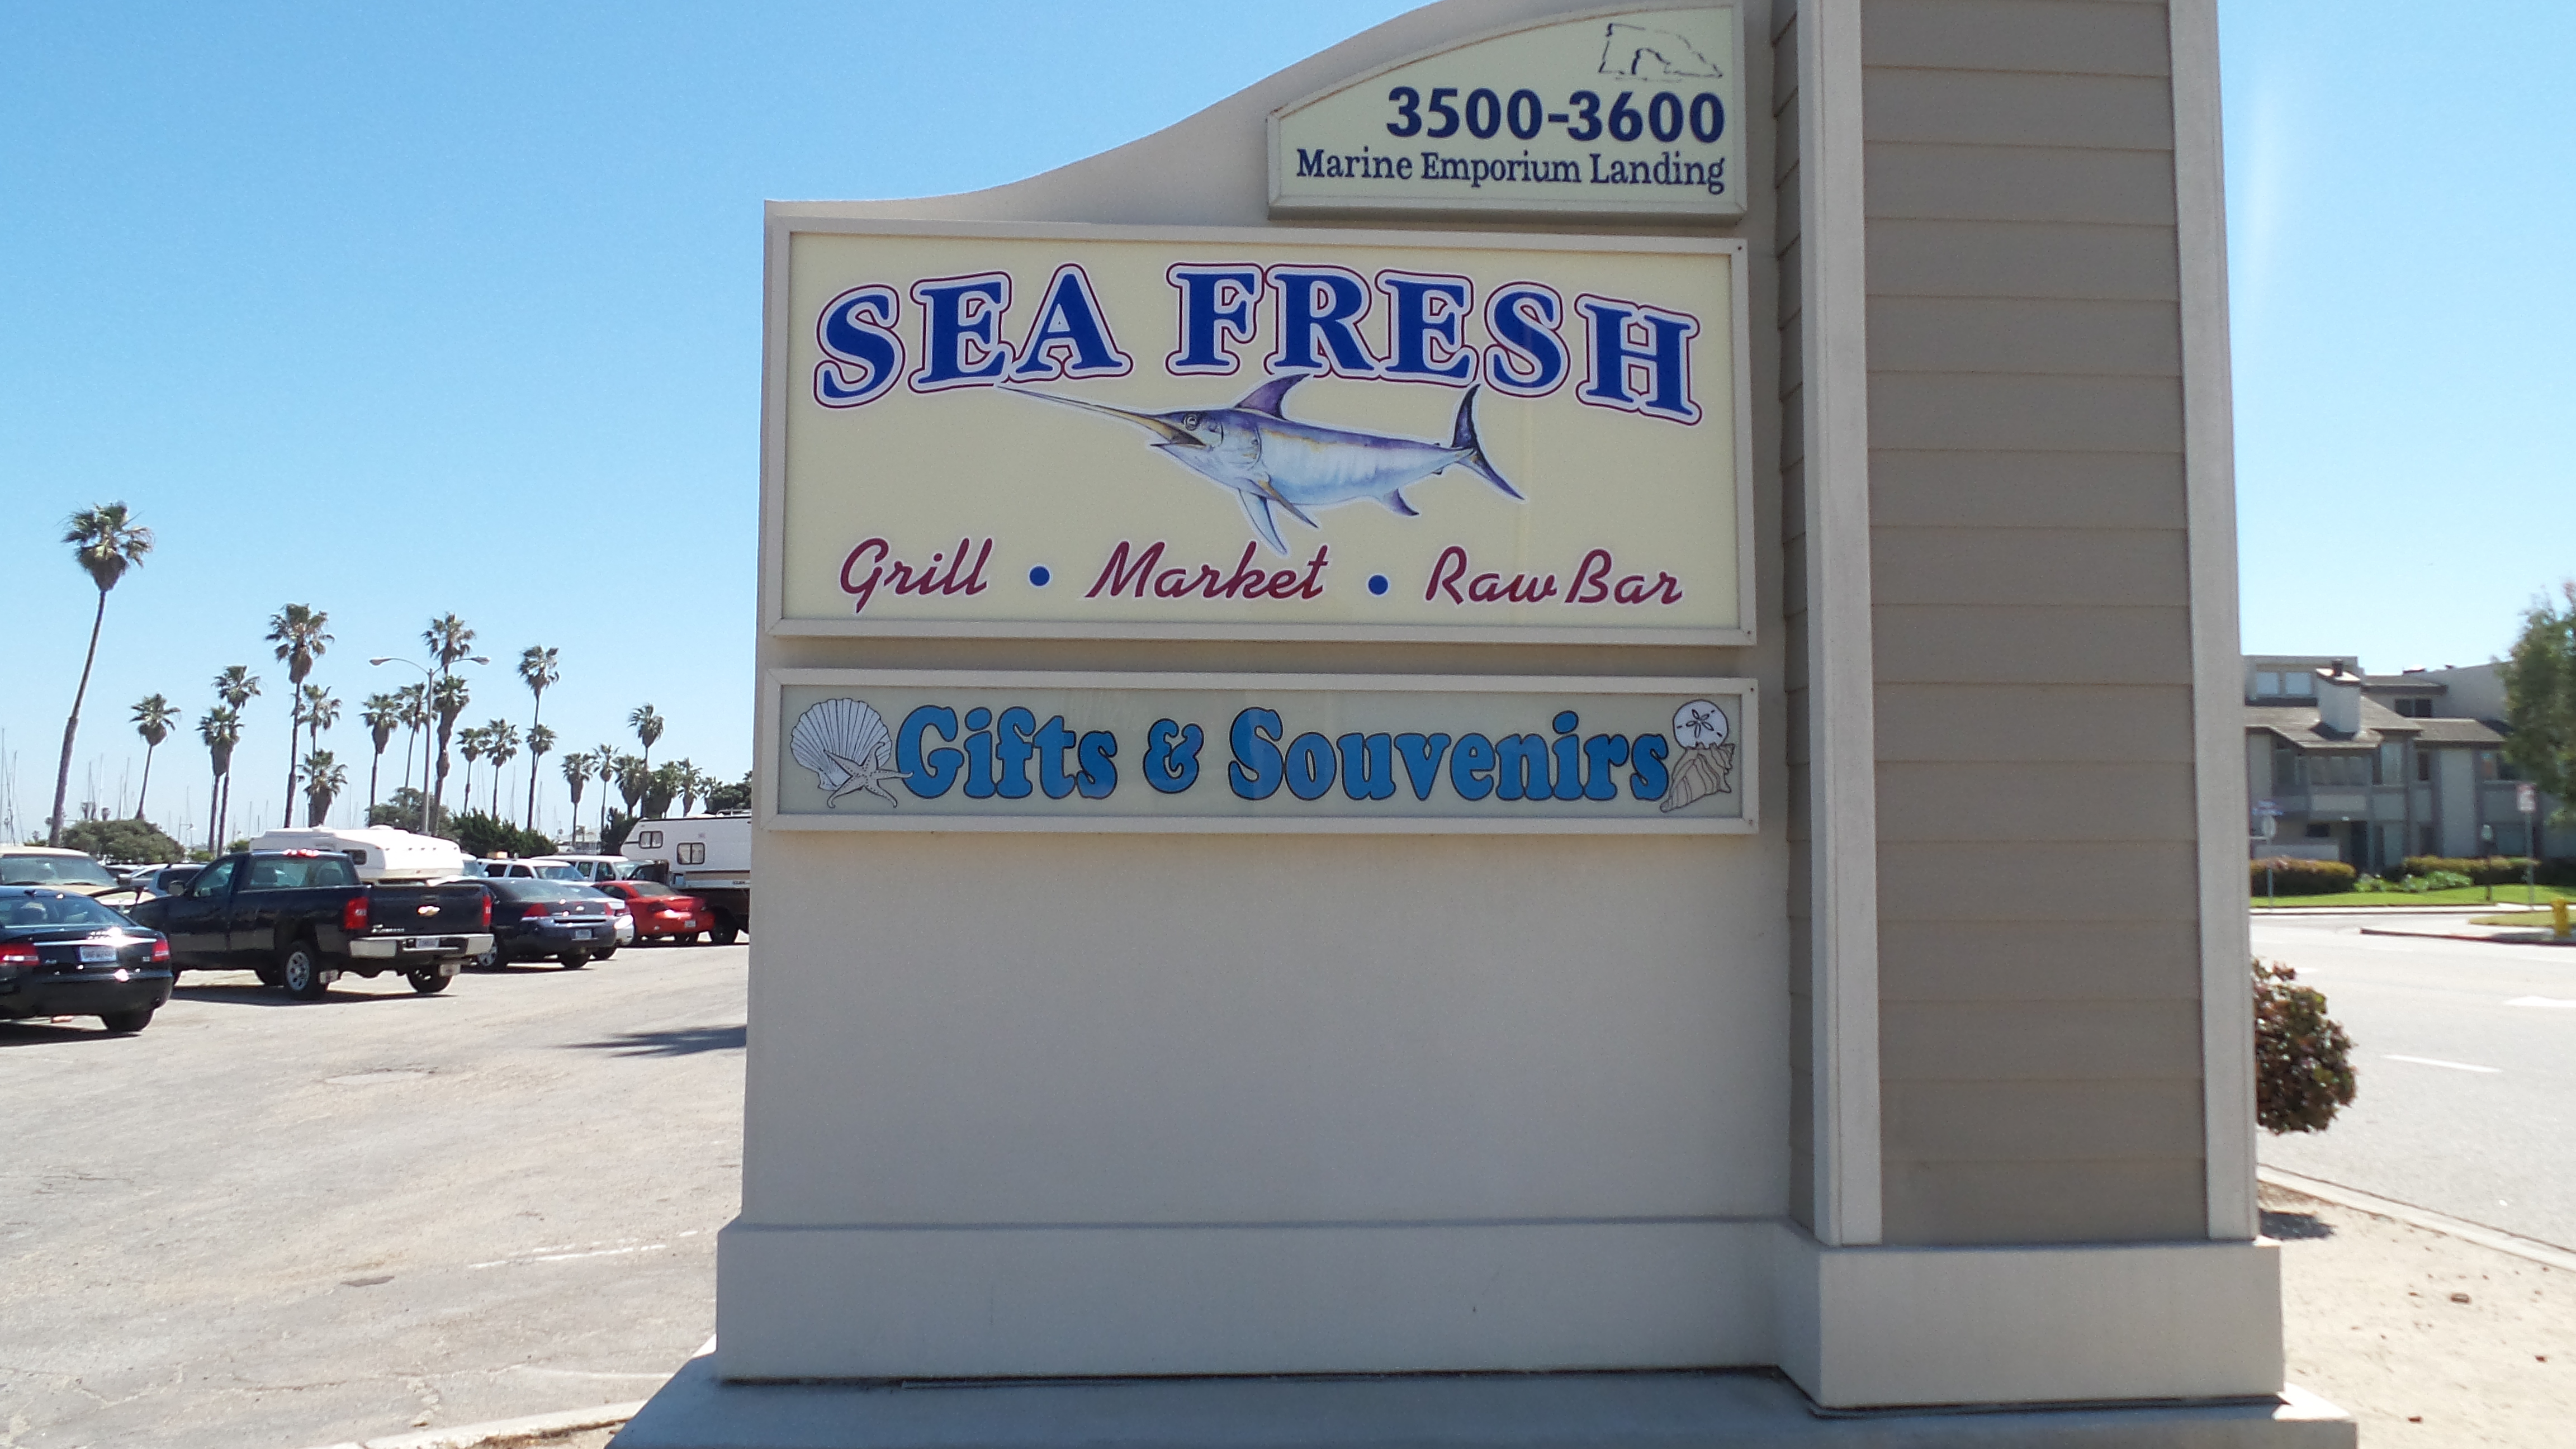 3500-3600
Marine Emporium Landing
SEA FRESH
Grill • Market • Raw Bar
Gifts & Souvenirs